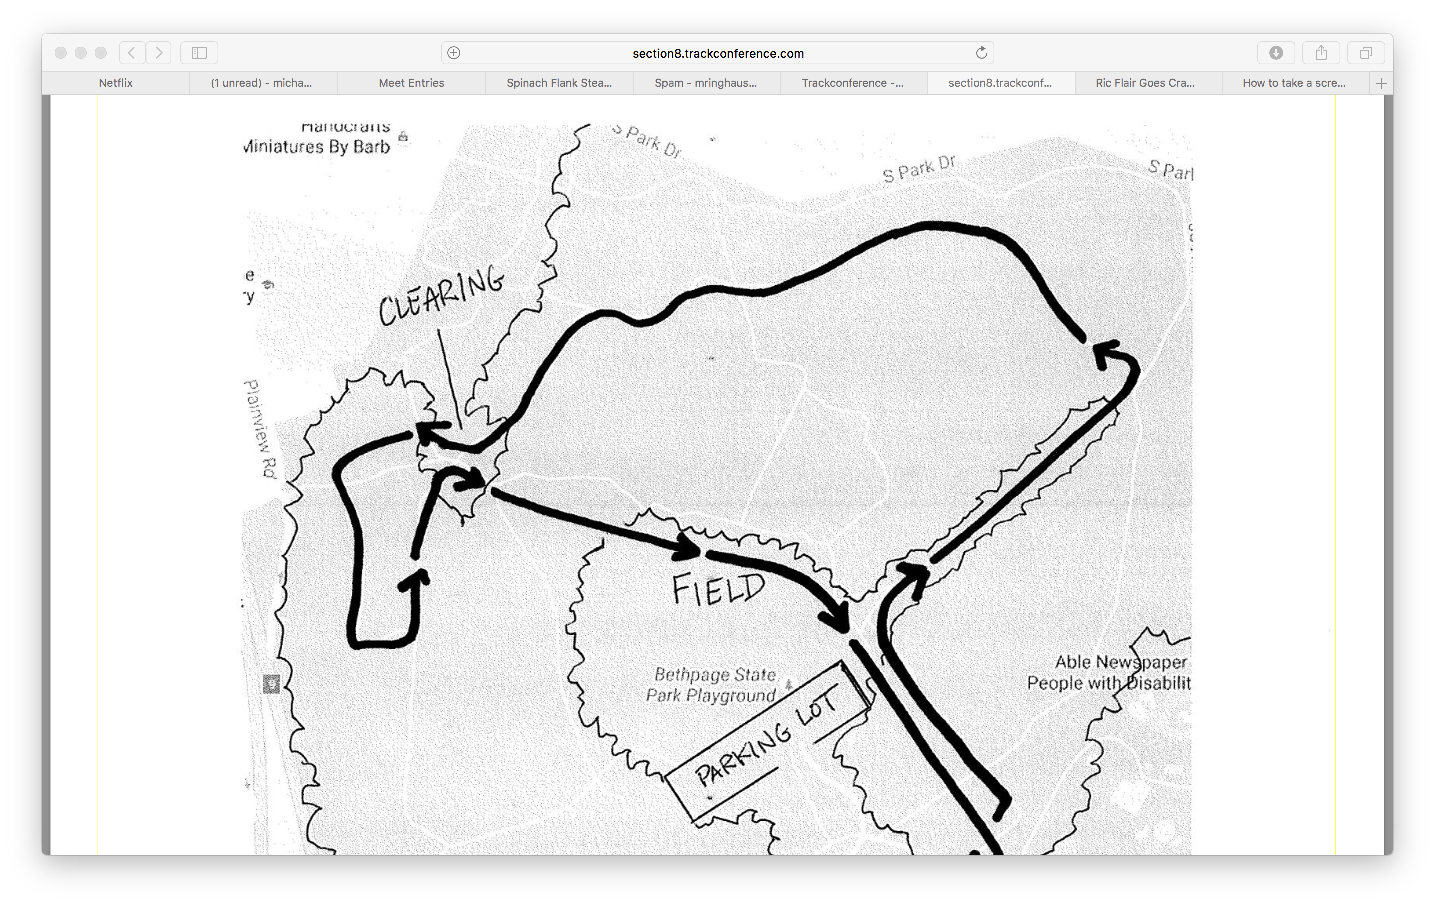 section8.trackconference.com
Netflix
(1 unread) - micha...
Meet Entries
Spinach Flank Stea...
Spam - mringhaus...
Trackconference -...
section8.trackconf...
Ric Flair Goes Cra...
How to take a scre...
Handcrafts
Miniatures By Barb
S Park Dr
S Park Dr
S Parl
e
y
CLEARING
Plainview Rd
FIELD
Bethpage State
Park Playground
PARKING LOT
Able Newspaper
People with Disabilit